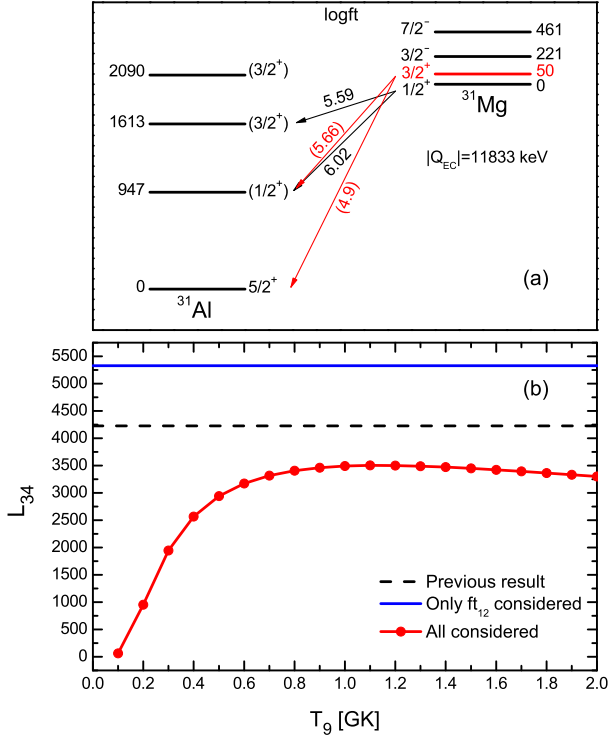 logft
7/2⁻ 461
3/2⁻ 221
3/2⁺ 50
1/2⁺ 0
³¹Mg
2090 (3/2⁺)
5.59
1613 (3/2⁺)
(5.66)
6.02
|Q_EC|=11833 keV
947 (1/2⁺)
(4.9)
0 5/2⁺
³¹Al
(a)
5500
5000
4500
4000
3500
3000
2500
2000
1500
1000
500
0
L₃₄
(b)
Previous result
Only ft₁₂ considered
All considered
0.0 0.2 0.4 0.6 0.8 1.0 1.2 1.4 1.6 1.8 2.0
T₉ [GK]